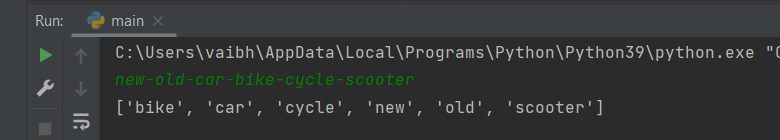 Run: main
C:\Users\vaibh\AppData\Local\Programs\Python\Python39\python.exe "
new-old-car-bike-cycle-scooter
['bike', 'car', 'cycle', 'new', 'old', 'scooter']